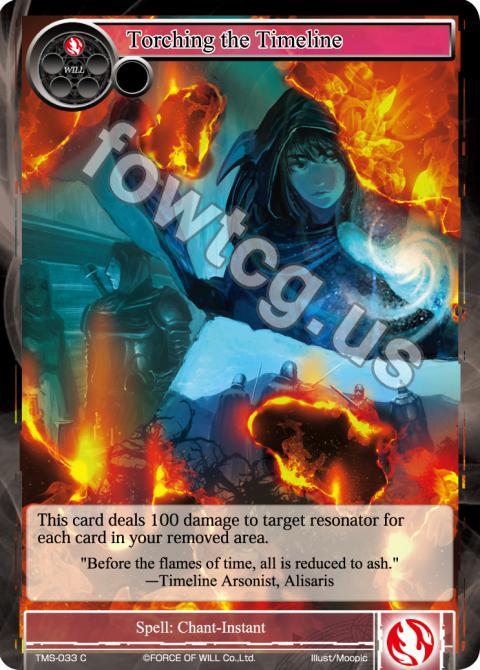 Torching the Timeline
WILL
fowtcg.us
This card deals 100 damage to target resonator for
each card in your removed area.
"Before the flames of time, all is reduced to ash."
—Timeline Arsonist, Alisaris
Spell: Chant-Instant
TMS-033 C ©FORCE OF WILL Co.,Ltd. Illust/Moopic